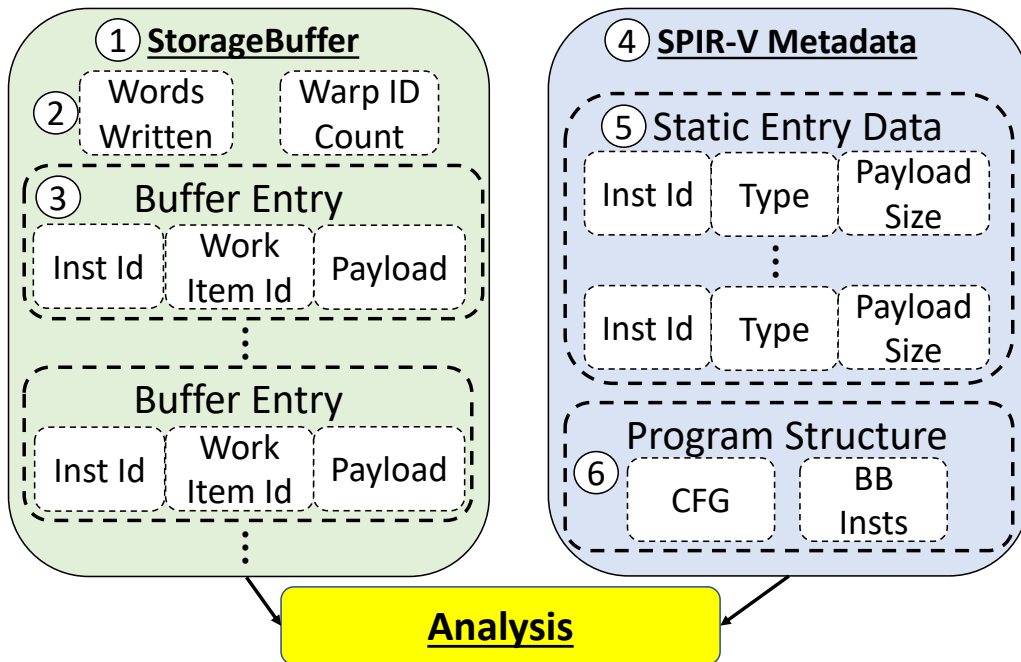 1 StorageBuffer
2 Words
Written
Warp ID
Count
3
Buffer Entry
Inst Id
Work
Item Id
Payload
Buffer Entry
Inst Id
Work
Item Id
Payload
4 SPIR-V Metadata
5 Static Entry Data
Inst Id
Type
Payload
Size
Inst Id
Type
Payload
Size
Program Structure
6
CFG
BB
Insts
Analysis